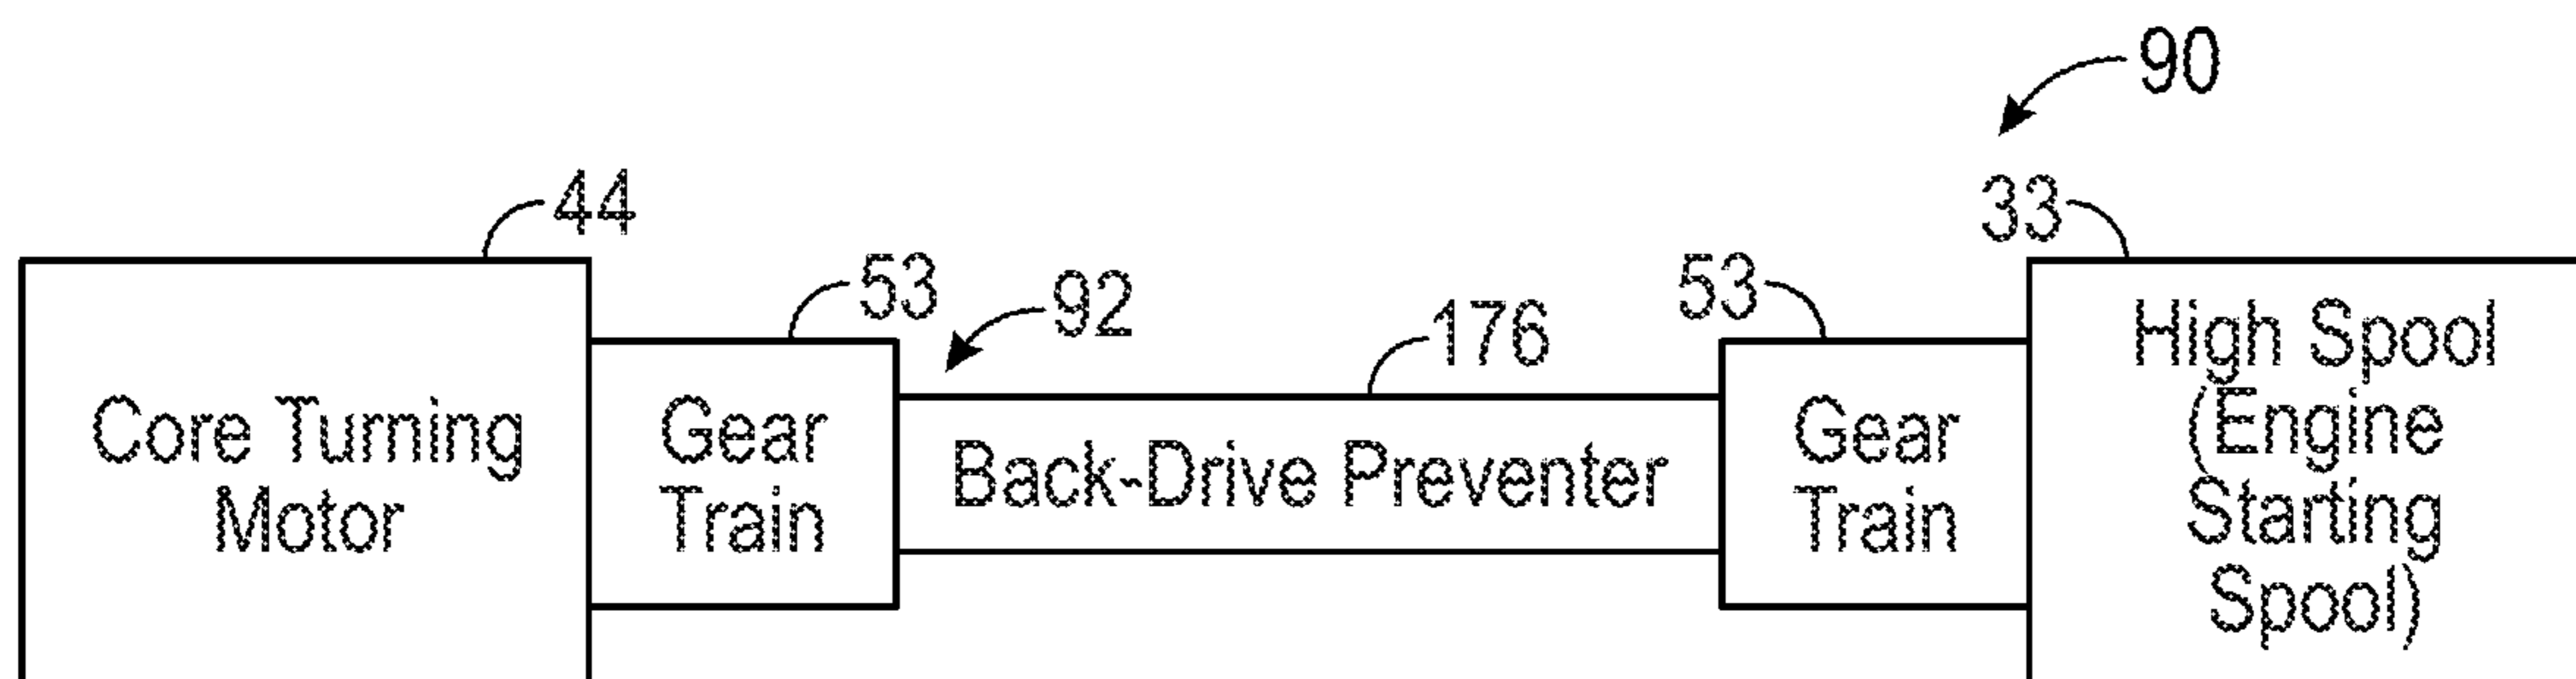 90
44
33
53
92
53
176
Core Turning
Motor
Gear
Train
Back-Drive Preventer
Gear
Train
High Spool
(Engine
Starting
Spool)